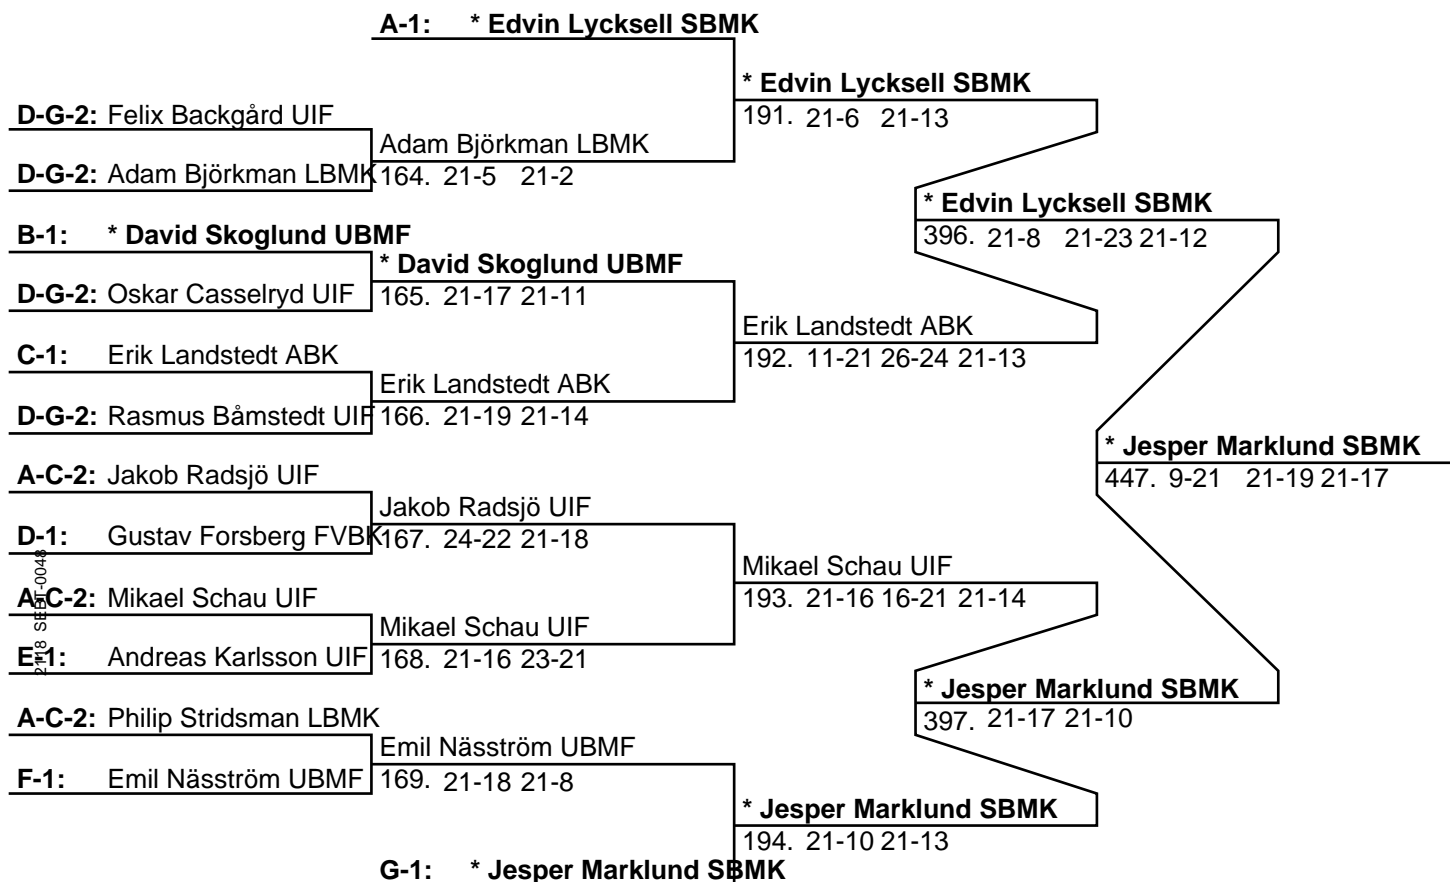 A-1: * Edvin Lycksell SBMK
* Edvin Lycksell SBMK
191. 21-6 21-13
D-G-2: Felix Backgård UIF
Adam Björkman LBMK
D-G-2: Adam Björkman LBMK
164. 21-5 21-2
* Edvin Lycksell SBMK
396. 21-8 21-23 21-12
B-1: * David Skoglund UBMF
* David Skoglund UBMF
D-G-2: Oskar Casselryd UIF
165. 21-17 21-11
Erik Landstedt ABK
192. 11-21 26-24 21-13
C-1: Erik Landstedt ABK
Erik Landstedt ABK
D-G-2: Rasmus Båmstedt UIF
166. 21-19 21-14
* Jesper Marklund SBMK
447. 9-21 21-19 21-17
A-C-2: Jakob Radsjö UIF
Jakob Radsjö UIF
D-1: Gustav Forsberg FVBK
167. 24-22 21-18
Mikael Schau UIF
193. 21-16 16-21 21-14
A-C-2: Mikael Schau UIF
Mikael Schau UIF
E-1: Andreas Karlsson UIF
168. 21-16 23-21
2118 SEBT-0048
* Jesper Marklund SBMK
397. 21-17 21-10
A-C-2: Philip Stridsman LBMK
Emil Näsström UBMF
F-1: Emil Näsström UBMF
169. 21-18 21-8
* Jesper Marklund SBMK
194. 21-10 21-13
G-1: * Jesper Marklund SBMK